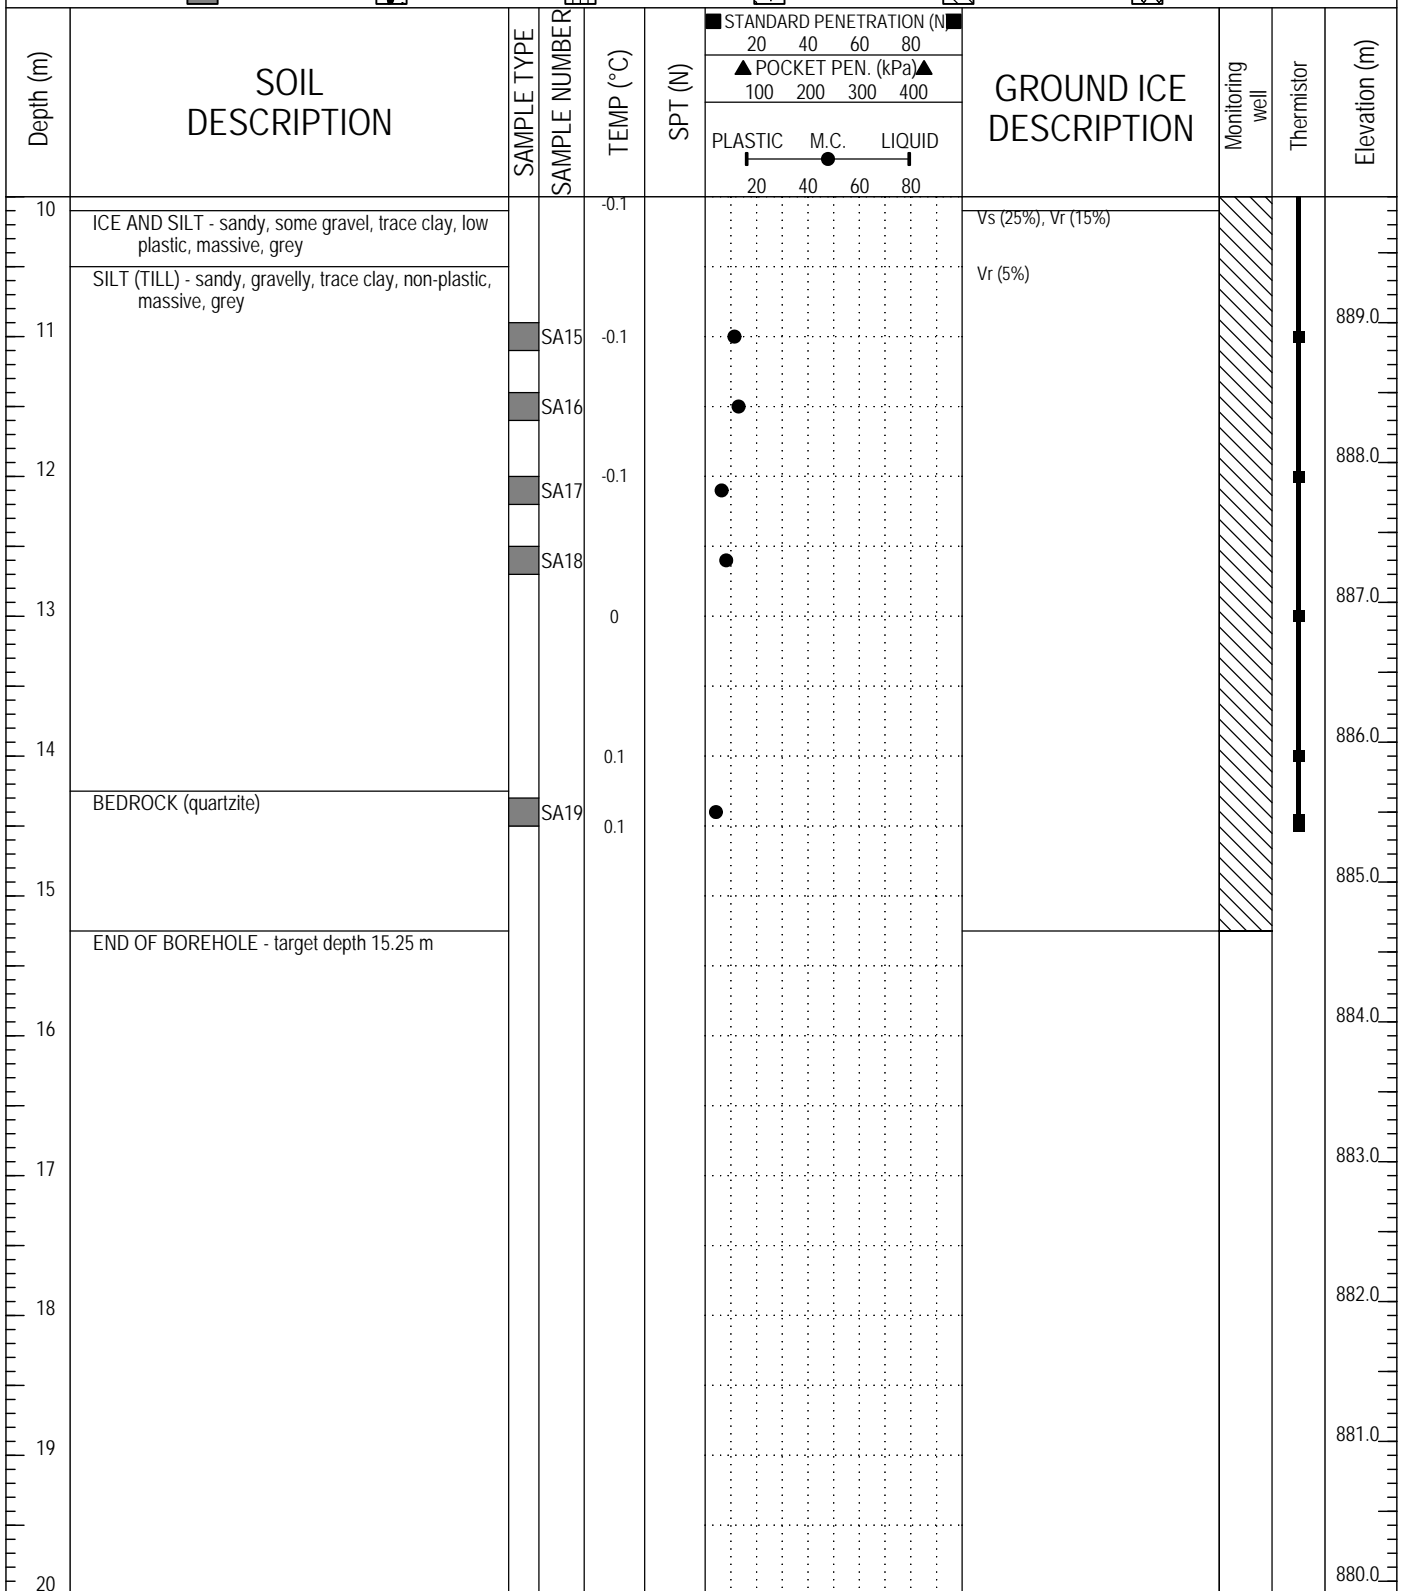 Depth (m)
SOIL
DESCRIPTION
SAMPLE TYPE
SAMPLE NUMBER
TEMP (°C)
SPT (N)
STANDARD PENETRATION (N)
20 40 60 80
POCKET PEN. (kPa)
100 200 300 400
PLASTIC M.C. LIQUID
20 40 60 80
GROUND ICE
DESCRIPTION
Monitoring
well
Thermistor
Elevation (m)
10
-0.1
ICE AND SILT - sandy, some gravel, trace clay, low
plastic, massive, grey
Vs (25%), Vr (15%)
SILT (TILL) - sandy, gravelly, trace clay, non-plastic,
massive, grey
Vr (5%)
889.0
11
SA15
-0.1
SA16
888.0
12
-0.1
SA17
SA18
887.0
13
0
886.0
14
0.1
BEDROCK (quartzite)
SA19
0.1
885.0
15
END OF BOREHOLE - target depth 15.25 m
884.0
16
883.0
17
882.0
18
881.0
19
880.0
20